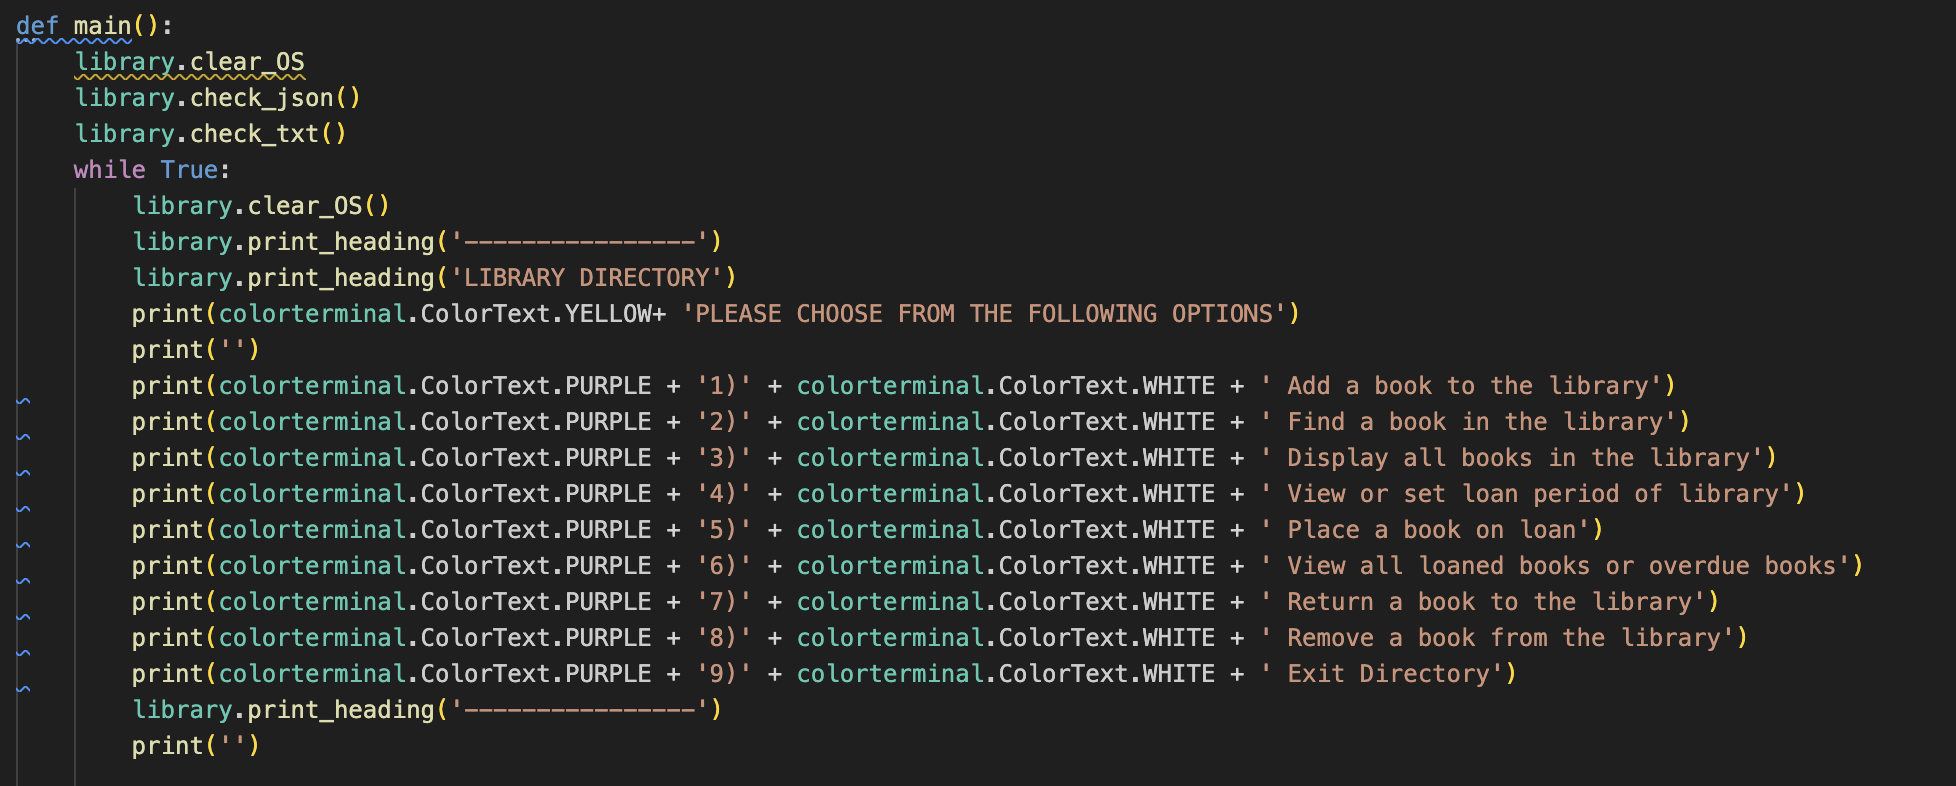 def main():
    library.clear_OS
    library.check_json()
    library.check_txt()
    while True:
        library.clear_OS()
        library.print_heading('----------------')
        library.print_heading('LIBRARY DIRECTORY')
        print(colorterminal.ColorText.YELLOW+ 'PLEASE CHOOSE FROM THE FOLLOWING OPTIONS')
        print('')
        print(colorterminal.ColorText.PURPLE + '1)' + colorterminal.ColorText.WHITE + ' Add a book to the library')
        print(colorterminal.ColorText.PURPLE + '2)' + colorterminal.ColorText.WHITE + ' Find a book in the library')
        print(colorterminal.ColorText.PURPLE + '3)' + colorterminal.ColorText.WHITE + ' Display all books in the library')
        print(colorterminal.ColorText.PURPLE + '4)' + colorterminal.ColorText.WHITE + ' View or set loan period of library')
        print(colorterminal.ColorText.PURPLE + '5)' + colorterminal.ColorText.WHITE + ' Place a book on loan')
        print(colorterminal.ColorText.PURPLE + '6)' + colorterminal.ColorText.WHITE + ' View all loaned books or overdue books')
        print(colorterminal.ColorText.PURPLE + '7)' + colorterminal.ColorText.WHITE + ' Return a book to the library')
        print(colorterminal.ColorText.PURPLE + '8)' + colorterminal.ColorText.WHITE + ' Remove a book from the library')
        print(colorterminal.ColorText.PURPLE + '9)' + colorterminal.ColorText.WHITE + ' Exit Directory')
        library.print_heading('----------------')
        print('')